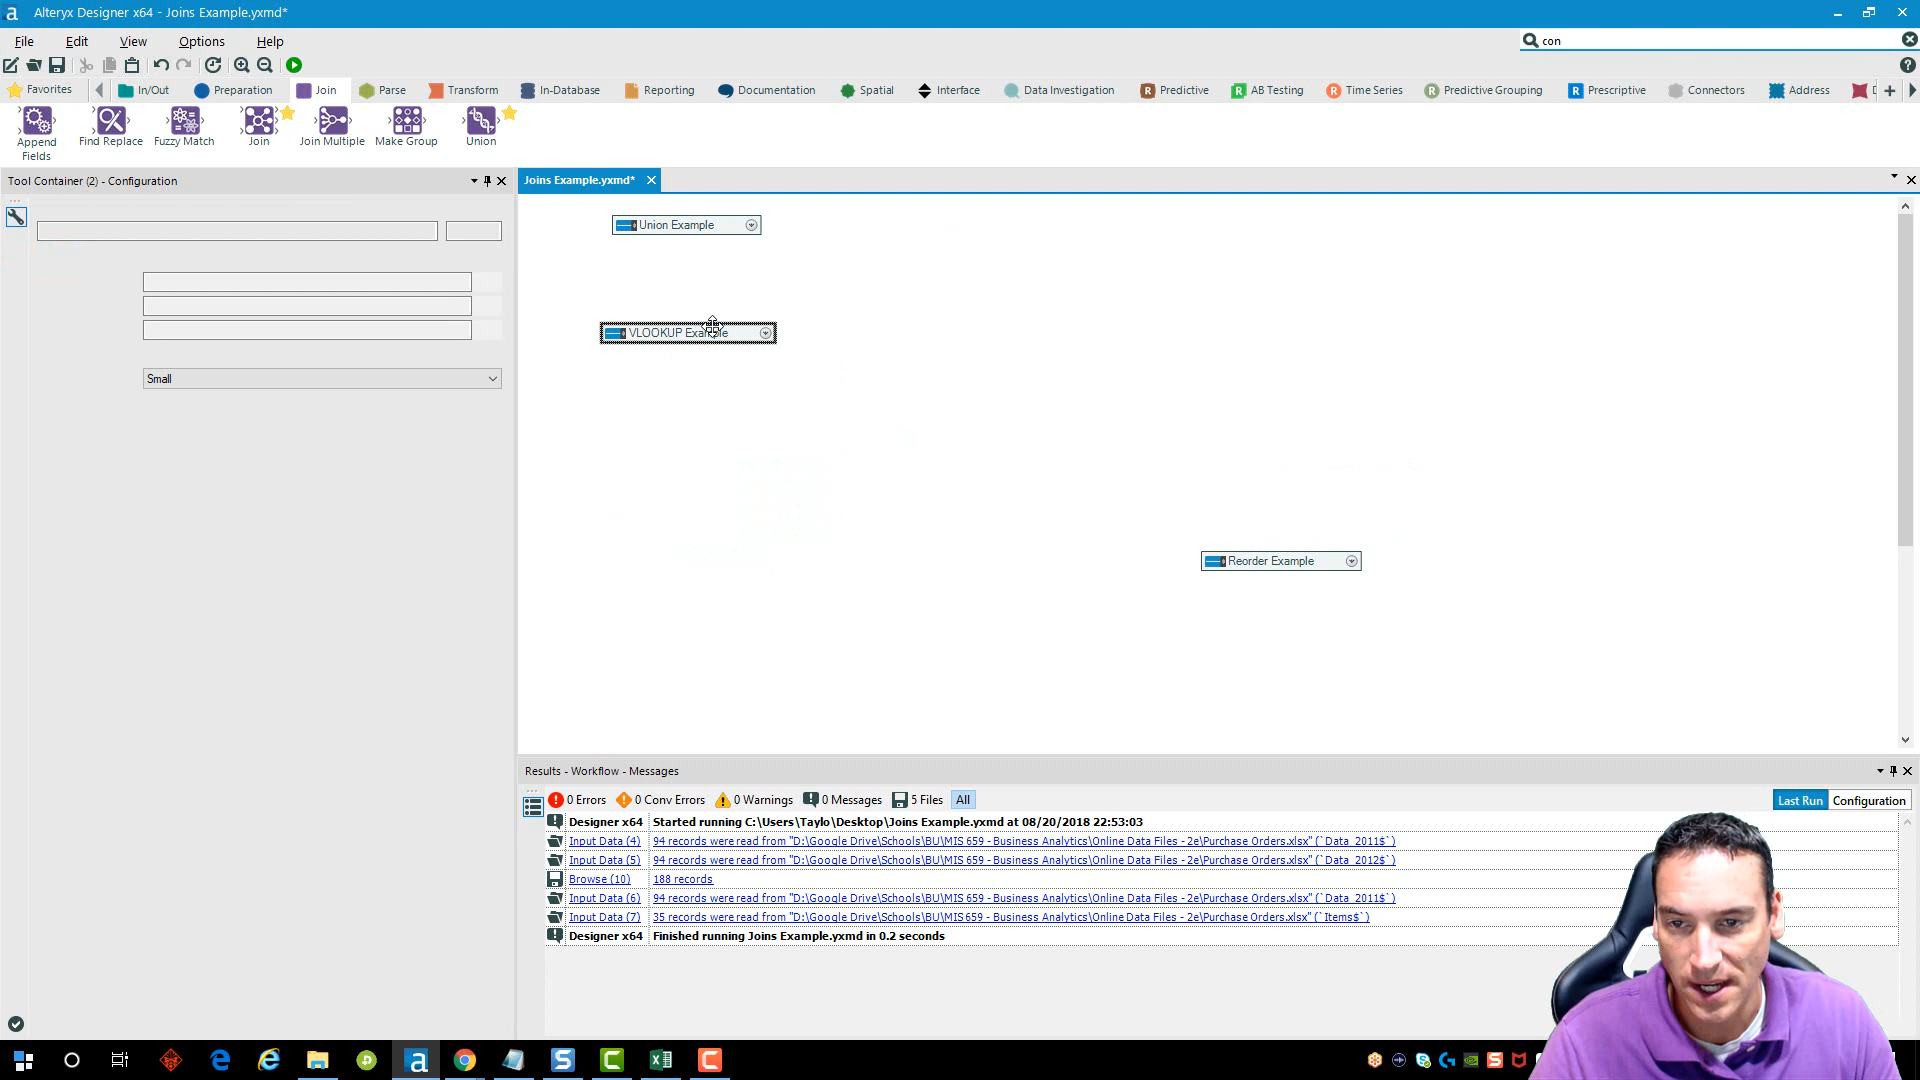 Alteryx Designer x64 - Joins Example.yxmd*
File Edit View Options Help
con
Favorites In/Out Preparation Join Parse Transform In-Database Reporting Documentation Spatial Interface Data Investigation Predictive AB Testing Time Series Predictive Grouping Prescriptive Connectors Address
Append Fields
Find Replace
Fuzzy Match
Join
Join Multiple
Make Group
Union
Tool Container (2) - Configuration
Small
Joins Example.yxmd*
Union Example
VLOOKUP Example
Reorder Example
Results - Workflow - Messages
0 Errors 0 Conv Errors 0 Warnings 0 Messages 5 Files All Last Run Configuration
Designer x64 Started running C:\Users\Taylo\Desktop\Joins Example.yxmd at 08/20/2018 22:53:03
Input Data (4) 94 records were read from "D:\Google Drive\Schools\BU\MIS 659 - Business Analytics\Online Data Files - 2e\Purchase Orders.xlsx" (`Data 2011$`)
Input Data (5) 94 records were read from "D:\Google Drive\Schools\BU\MIS 659 - Business Analytics\Online Data Files - 2e\Purchase Orders.xlsx" (`Data 2012$`)
Browse (10) 188 records
Input Data (6) 94 records were read from "D:\Google Drive\Schools\BU\MIS 659 - Business Analytics\Online Data Files - 2e\Purchase Orders.xlsx" (`Data 2011$`)
Input Data (7) 35 records were read from "D:\Google Drive\Schools\BU\MIS 659 - Business Analytics\Online Data Files - 2e\Purchase Orders.xlsx" (`Items$`)
Designer x64 Finished running Joins Example.yxmd in 0.2 seconds